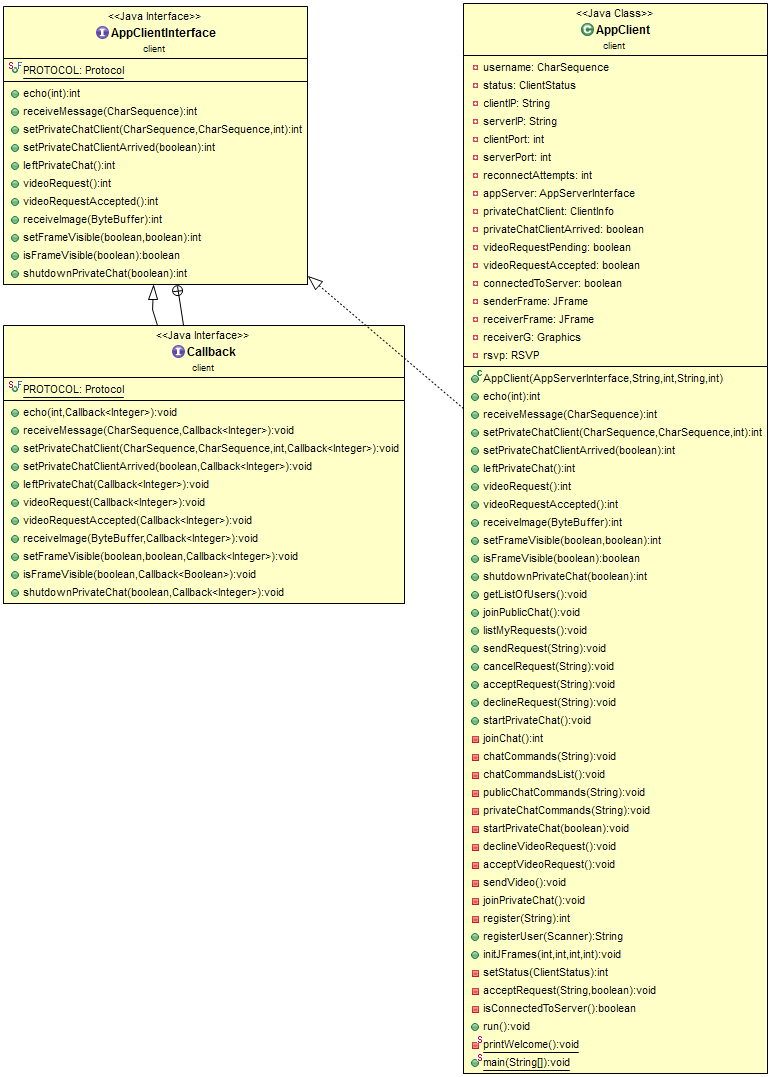 <<Java Interface>>
AppClientInterface
client
PROTOCOL: Protocol
echo(int):int
receiveMessage(CharSequence):int
setPrivateChatClient(CharSequence,CharSequence,int):int
setPrivateChatClientArrived(boolean):int
leftPrivateChat():int
videoRequest():int
videoRequestAccepted():int
receiveImage(ByteBuffer):int
setFrameVisible(boolean,boolean):int
isFrameVisible(boolean):boolean
shutdownPrivateChat(boolean):int
<<Java Interface>>
Callback
client
PROTOCOL: Protocol
echo(int,Callback<Integer>):void
receiveMessage(CharSequence,Callback<Integer>):void
setPrivateChatClient(CharSequence,CharSequence,int,Callback<Integer>):void
setPrivateChatClientArrived(boolean,Callback<Integer>):void
leftPrivateChat(Callback<Integer>):void
videoRequest(Callback<Integer>):void
videoRequestAccepted(Callback<Integer>):void
receiveImage(ByteBuffer,Callback<Integer>):void
setFrameVisible(boolean,boolean,Callback<Integer>):void
isFrameVisible(boolean,Callback<Boolean>):void
shutdownPrivateChat(boolean,Callback<Integer>):void
<<Java Class>>
AppClient
client
username: CharSequence
status: ClientStatus
clientIP: String
serverIP: String
clientPort: int
serverPort: int
reconnectAttempts: int
appServer: AppServerInterface
privateChatClient: ClientInfo
privateChatClientArrived: boolean
videoRequestPending: boolean
videoRequestAccepted: boolean
connectedToServer: boolean
senderFrame: JFrame
receiverFrame: JFrame
receiverG: Graphics
rsvp: RSVP
AppClient(AppServerInterface,String,int,String,int)
echo(int):int
receiveMessage(CharSequence):int
setPrivateChatClient(CharSequence,CharSequence,int):int
setPrivateChatClientArrived(boolean):int
leftPrivateChat():int
videoRequest():int
videoRequestAccepted():int
receiveImage(ByteBuffer):int
setFrameVisible(boolean,boolean):int
isFrameVisible(boolean):boolean
shutdownPrivateChat(boolean):int
getListOfUsers():void
joinPublicChat():void
listMyRequests():void
sendRequest(String):void
cancelRequest(String):void
acceptRequest(String):void
declineRequest(String):void
startPrivateChat():void
joinChat():int
chatCommands(String):void
chatCommandsList():void
publicChatCommands(String):void
privateChatCommands(String):void
startPrivateChat(boolean):void
declineVideoRequest():void
acceptVideoRequest():void
sendVideo():void
joinPrivateChat():void
register(String):int
registerUser(Scanner):String
initJFrames(int,int,int,int):void
setStatus(ClientStatus):int
acceptRequest(String,boolean):void
isConnectedToServer():boolean
run():void
printWelcome():void
main(String[]):void